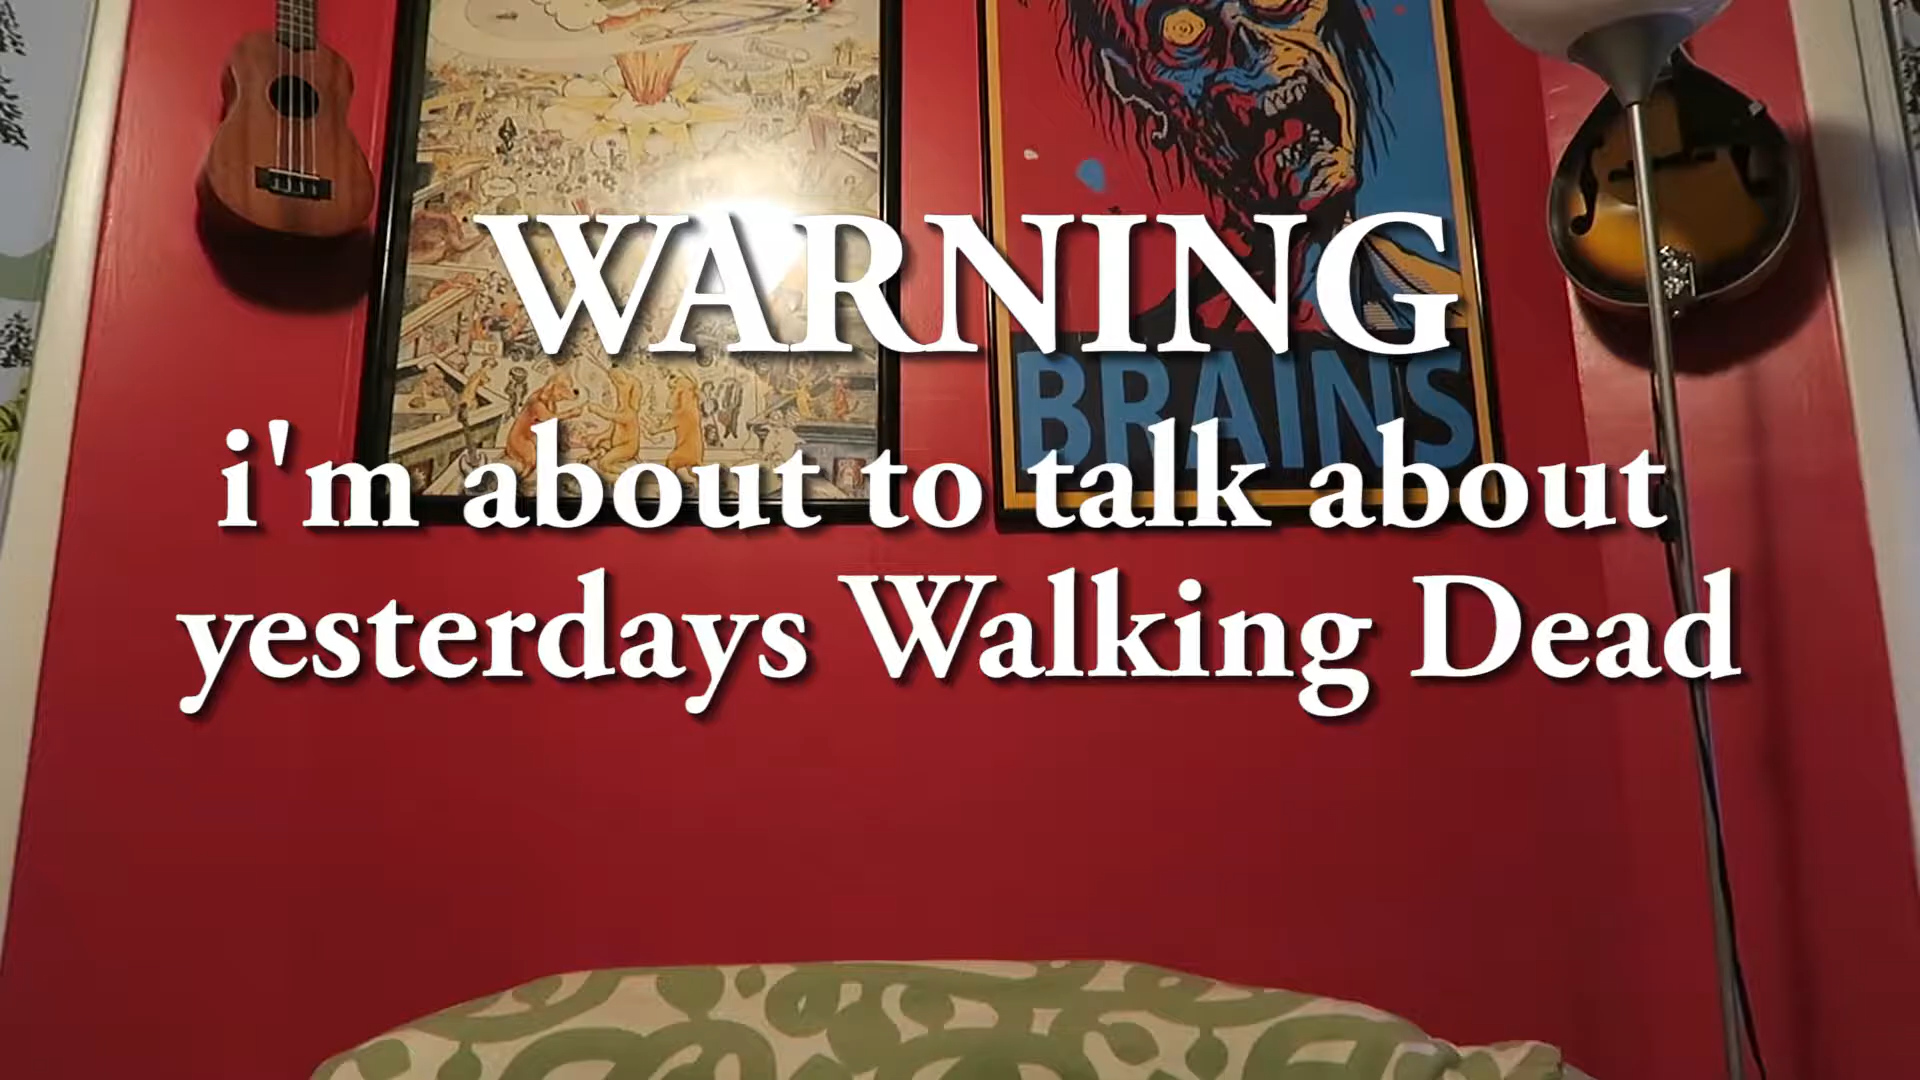 WARNING
BRAINS
i'm about to talk about
yesterdays Walking Dead